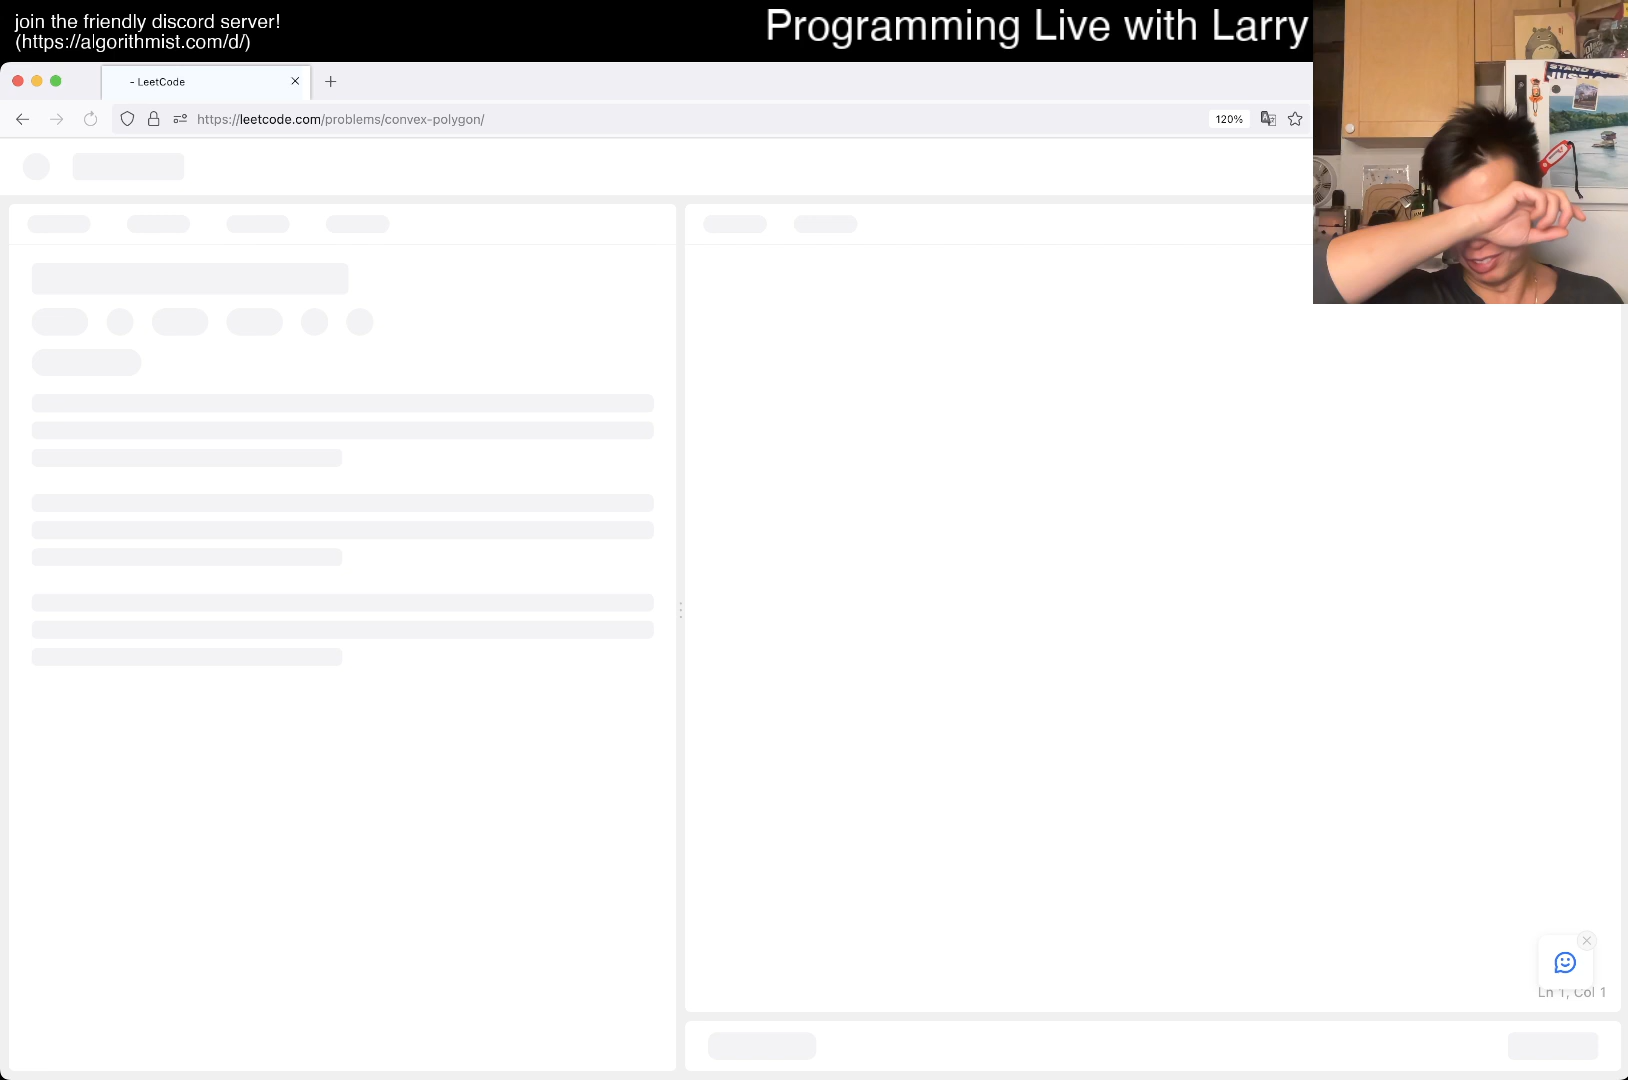 join the friendly discord server!
(https://algorithmist.com/d/)
Programming Live with Larry
- LeetCode
https://leetcode.com/problems/convex-polygon/
120%
STAND
Ln 1, Col 1